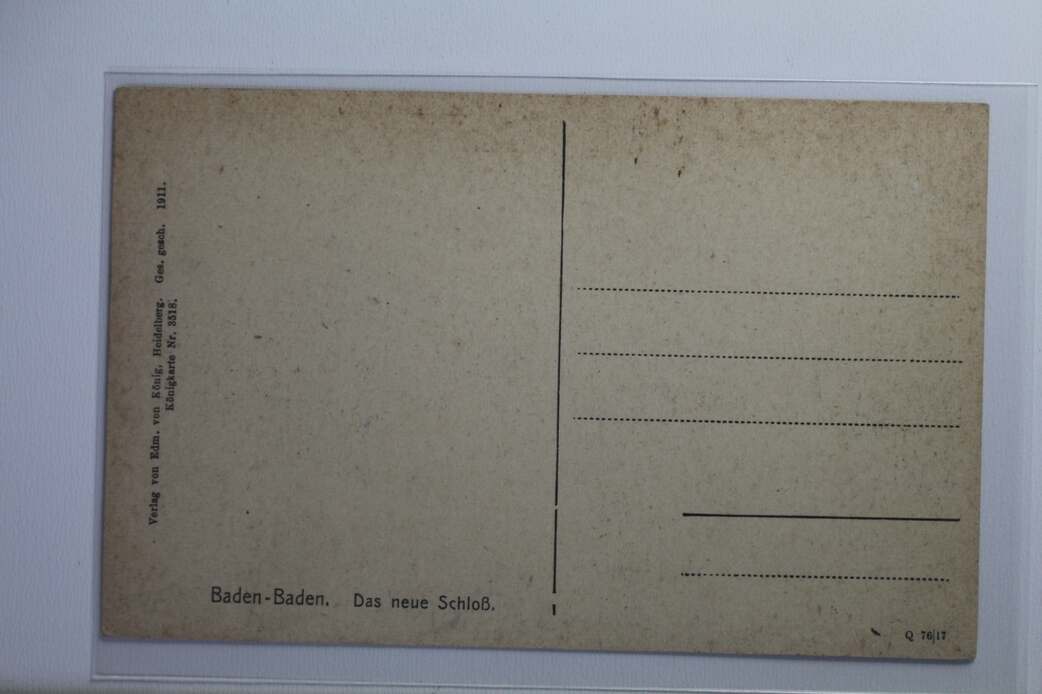 Verlag von Edm. von König, Heidelberg. Ges. gesch. 1911.
Königkarte Nr. 3518.
Baden-Baden. Das neue Schloß.
Q 76|17